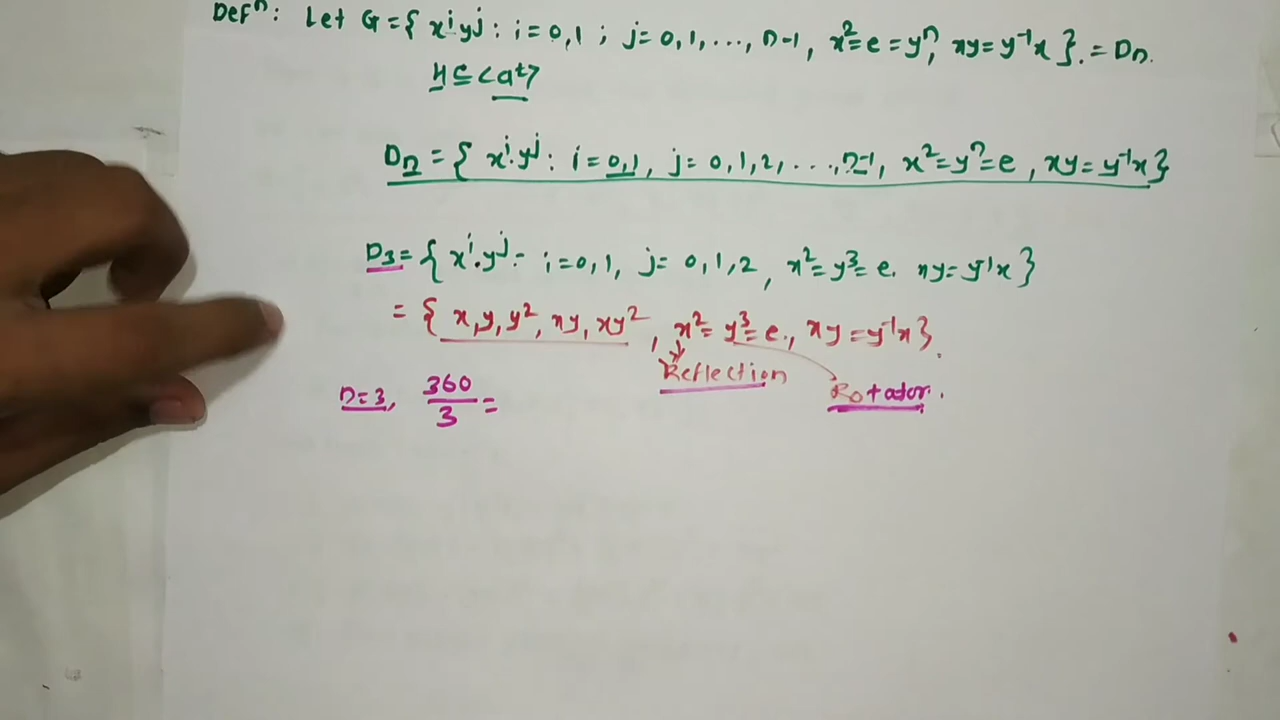 Defⁿ: Let G = { xⁱyʲ : i = 0,1 ; j = 0,1,..., n-1, x² = e = yⁿ, xy = y⁻¹x }. = Dn.
H ⊆ <aᵗ>
Dn = { xⁱ.yʲ : i = 0,1, j = 0,1,2,...,n-1, x² = yⁿ = e, xy = y⁻¹x }
D3 = { xⁱ.yʲ : i = 0,1, j = 0,1,2, x² = y³ = e. xy = y⁻¹x }
= { x, y, y², xy, xy², x² = y³ = e., xy = y⁻¹x }.
Reflection Rotator.
n = 3, 360/3 =